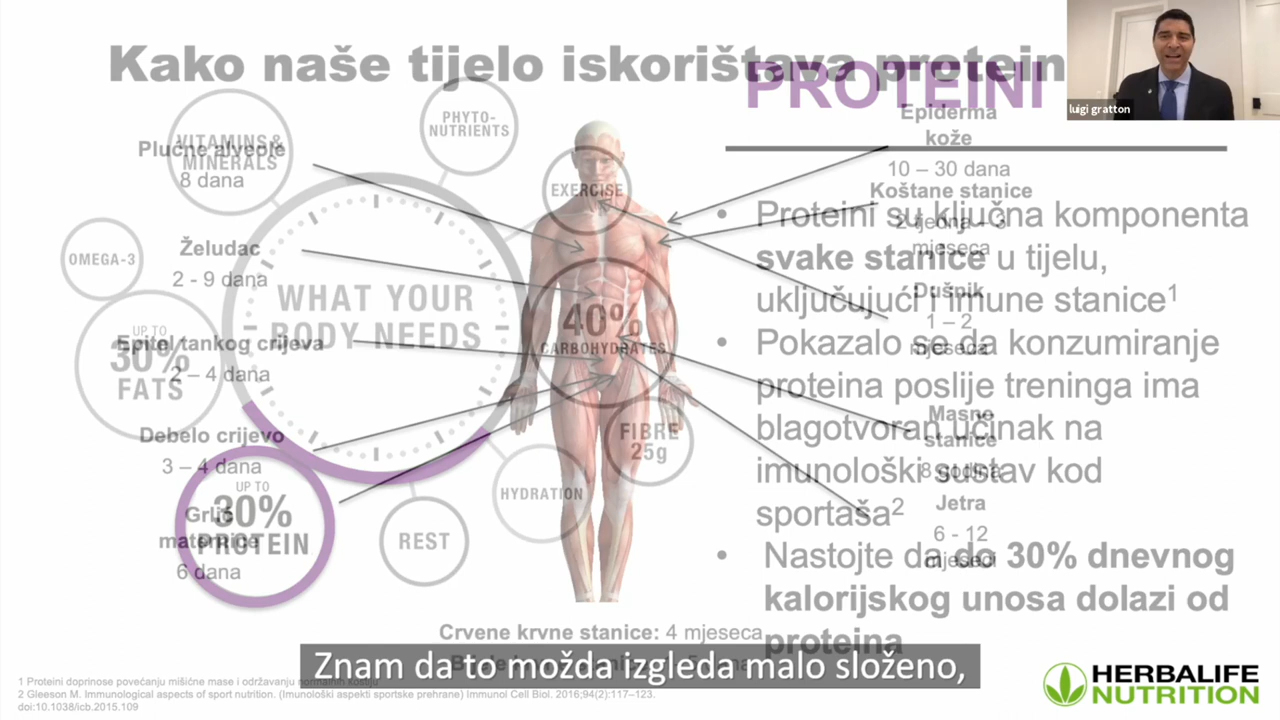 Kako naše tijelo iskorištava protein
PROTEINI
luigi gratton
VITAMINS &
MINERALS
Plućne alveole
8 dana
PHYTO-
NUTRIENTS
EXERCISE
Epiderma
kože
10 – 30 dana
Koštane stanice
2 tjedna – 3
mjeseca
Želudac
2 - 9 dana
OMEGA-3
WHAT YOUR
BODY NEEDS
40%
CARBOHYDRATES
Dušnik
1 – 2
mjeseca
UP TO
30%
FATS
Epitel tankog crijeva
2 – 4 dana
Debelo crijevo
3 – 4 dana
FIBRE
25g
Masne
stanice
8 godina
UP TO
30%
PROTEIN
Grlić
maternice
6 dana
REST
HYDRATION
Jetra
6 - 12
mjeseci
• Proteini su ključna komponenta
svake stanice u tijelu,
uključujući i imune stanice1
• Pokazalo se da konzumiranje
proteina poslije treninga ima
blagotvoran učinak na
imunološki sustav kod
sportaša2
• Nastojte da do 30% dnevnog
kalorijskog unosa dolazi od
proteina
Crvene krvne stanice: 4 mjeseca
Znam da to možda izgleda malo složeno,
1 Proteini doprinose povećanju mišićne mase i održavanju normalnih kostiju
2 Gleeson M. Immunological aspects of sport nutrition. (Imunološki aspekti sportske prehrane) Immunol Cell Biol. 2016;94(2):117–123.
doi:10.1038/icb.2015.109
HERBALIFE
NUTRITION